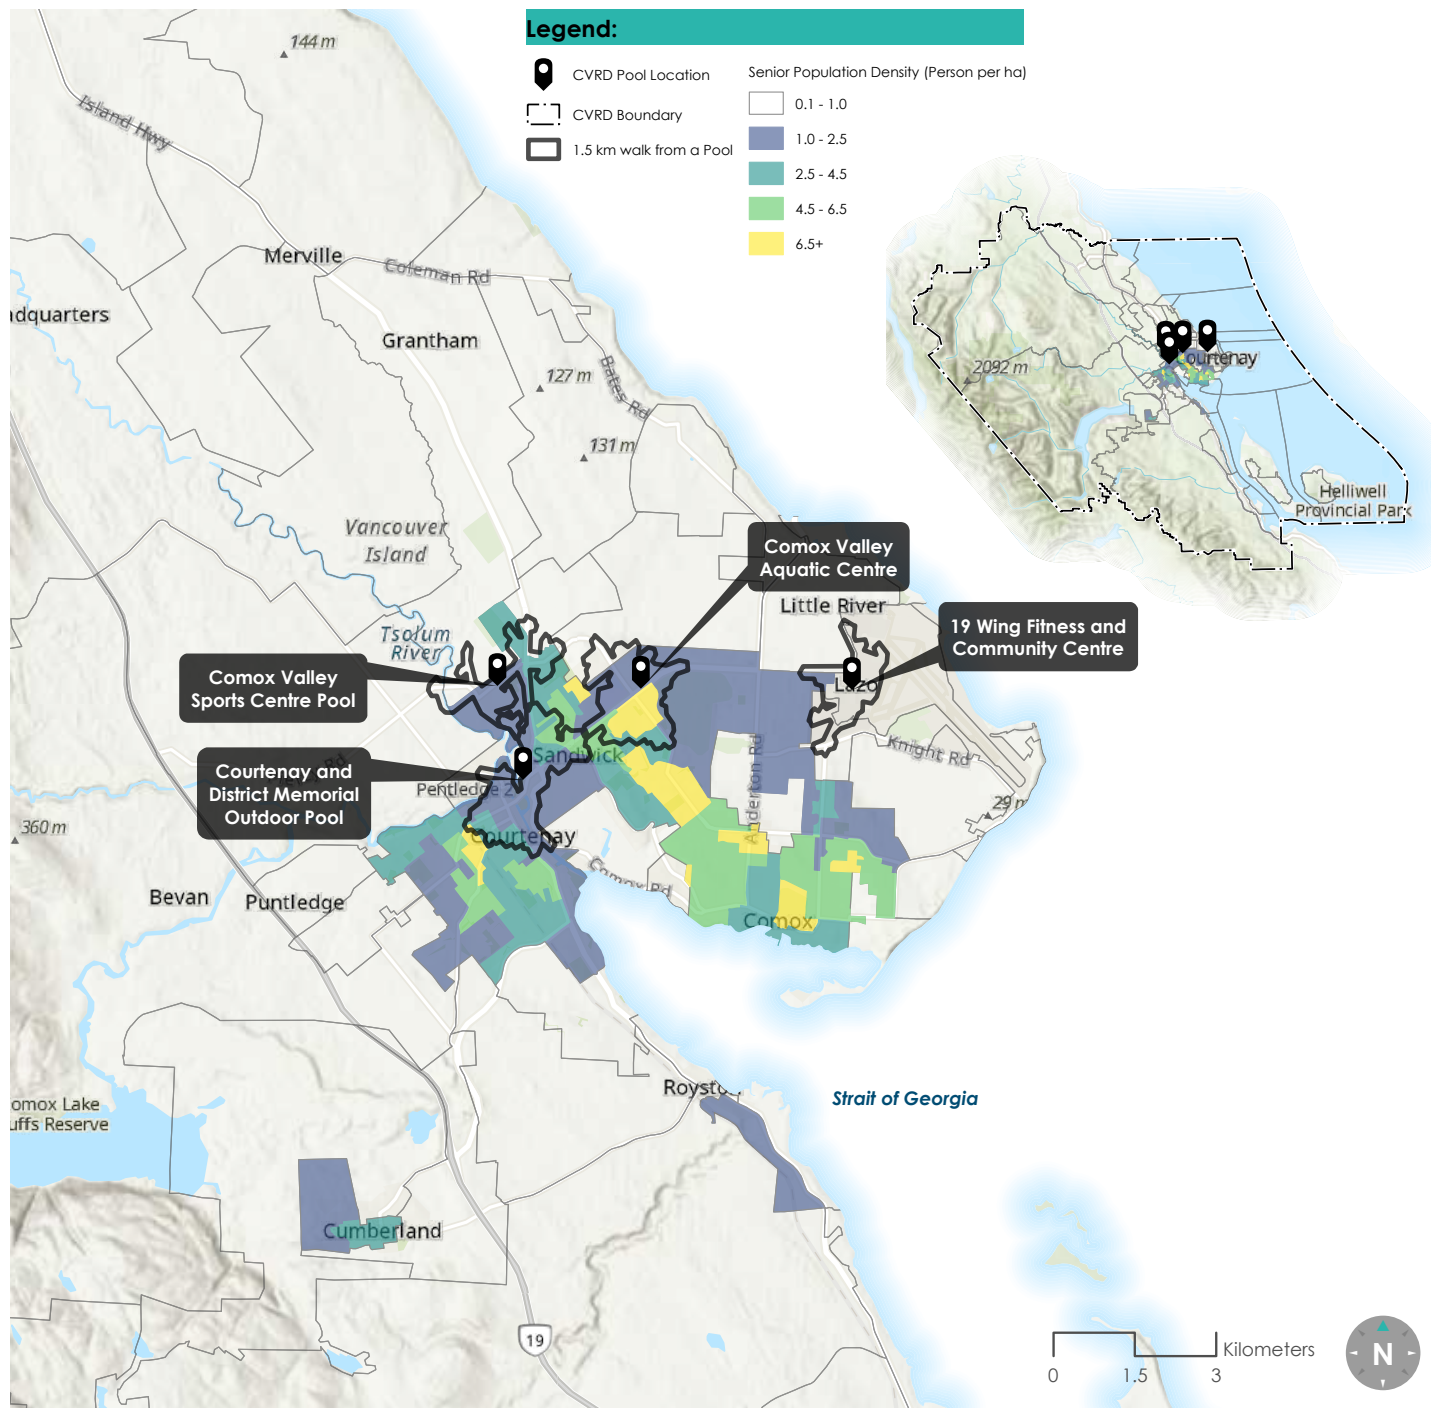 Legend:
CVRD Pool Location
CVRD Boundary
1.5 km walk from a Pool
Senior Population Density (Person per ha)
0.1 - 1.0
1.0 - 2.5
2.5 - 4.5
4.5 - 6.5
6.5+
144 m
Island Hwy
Merville
Coleman Rd
adquarters
Grantham
127 m
Bates Rd
131 m
Vancouver
Island
Tsolum
River
Comox Valley
Aquatic Centre
Little River
19 Wing Fitness and
Community Centre
Comox Valley
Sports Centre Pool
Lazo
Sandwick
Knight Rd
Anderton Rd
Courtenay and
District Memorial
Outdoor Pool
Rd
Pentledge 2
29 m
360 m
Courtenay
Comox Rd
Bevan
Puntledge
Comox
Royston
Strait of Georgia
omox Lake
uffs Reserve
Cumberland
19
2092 m
ourtenay
Helliwell
Provincial Park
Kilometers
0 1.5 3
N